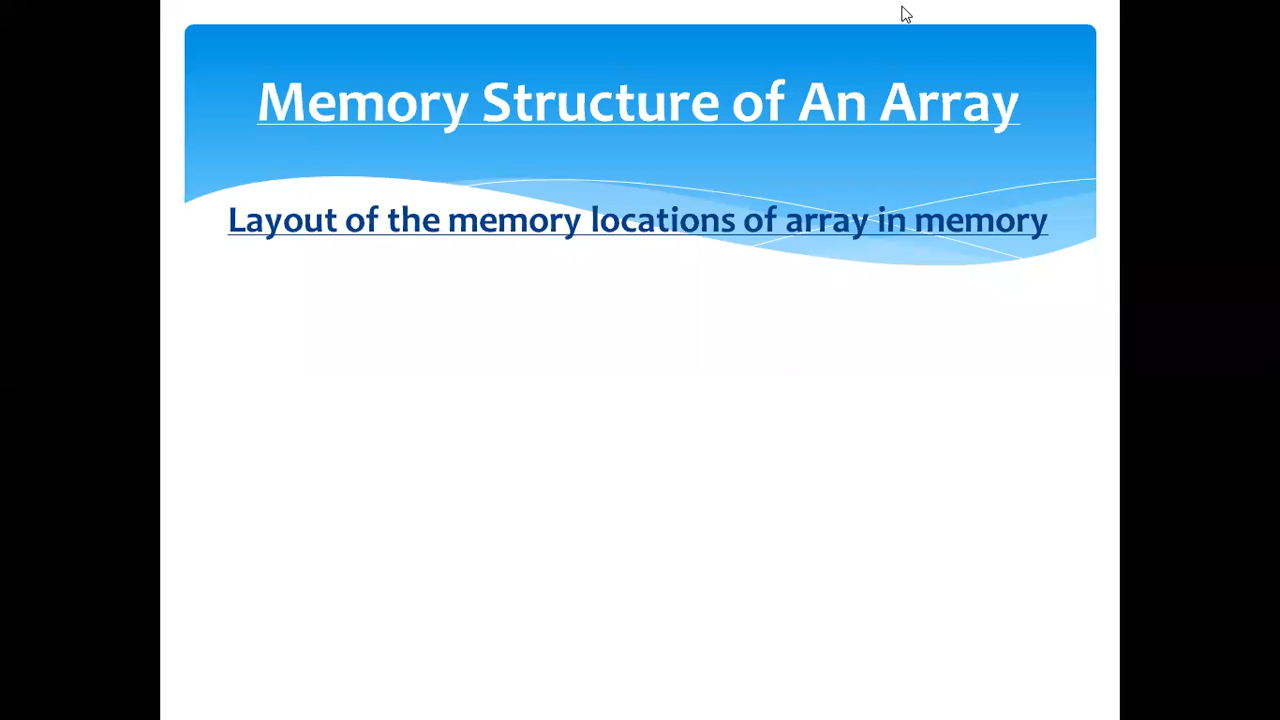 Memory Structure of An Array
Layout of the memory locations of array in memory